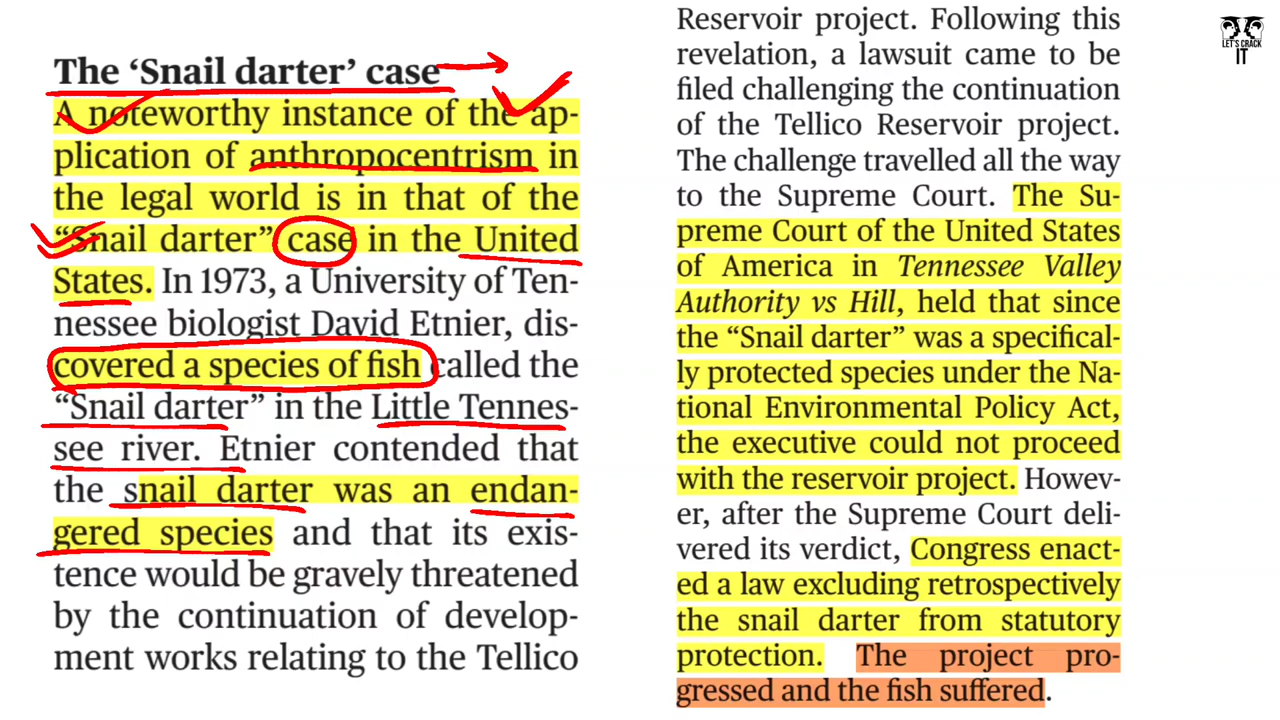 The ‘Snail darter’ case
A noteworthy instance of the ap-
plication of anthropocentrism in
the legal world is in that of the
“Snail darter” case in the United
States. In 1973, a University of Ten-
nessee biologist David Etnier, dis-
covered a species of fish called the
“Snail darter” in the Little Tennes-
see river. Etnier contended that
the snail darter was an endan-
gered species and that its exis-
tence would be gravely threatened
by the continuation of develop-
ment works relating to the Tellico
Reservoir project. Following this
revelation, a lawsuit came to be
filed challenging the continuation
of the Tellico Reservoir project.
The challenge travelled all the way
to the Supreme Court. The Su-
preme Court of the United States
of America in Tennessee Valley
Authority vs Hill, held that since
the “Snail darter” was a specifical-
ly protected species under the Na-
tional Environmental Policy Act,
the executive could not proceed
with the reservoir project. Howev-
er, after the Supreme Court deli-
vered its verdict, Congress enact-
ed a law excluding retrospectively
the snail darter from statutory
protection. The project pro-
gressed and the fish suffered.
LET'S CRACK
IT